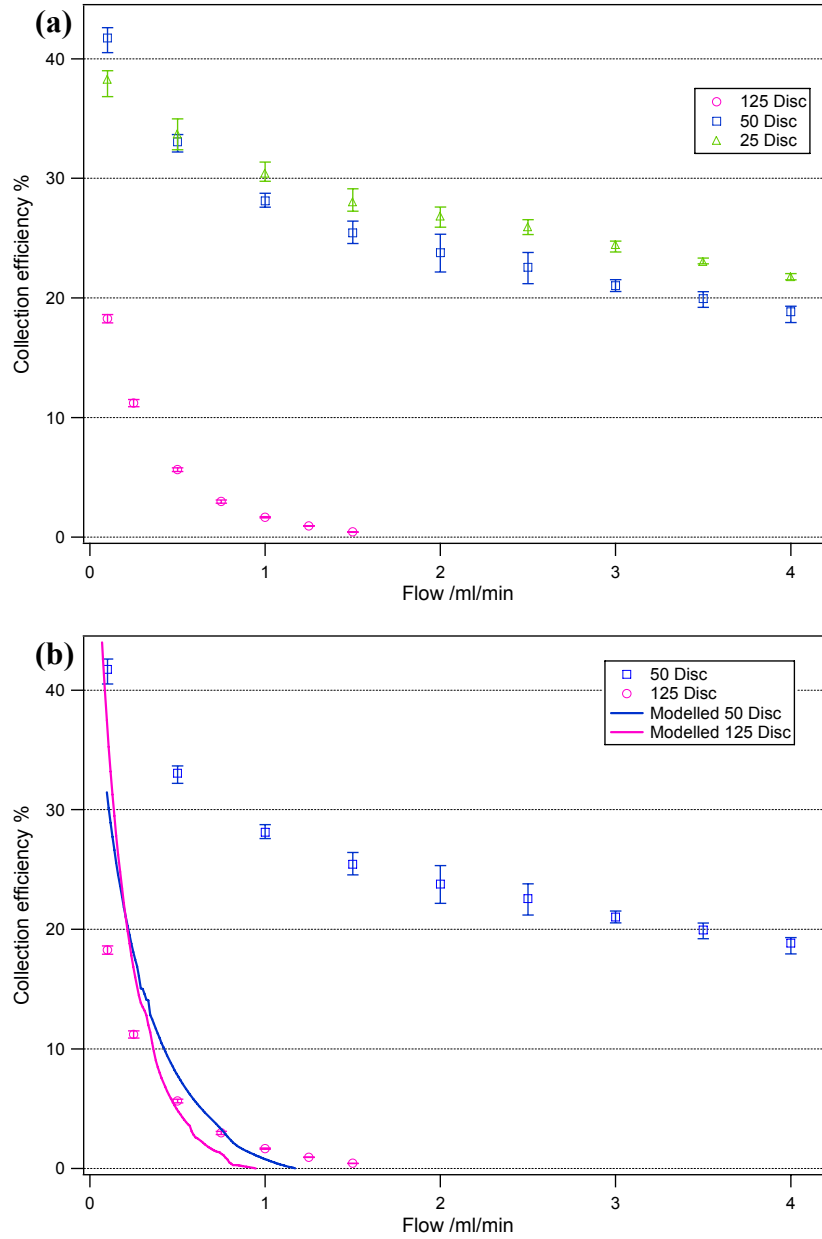 (a)
40
30
20
10
0
Collection efficiency %
125 Disc
50 Disc
25 Disc
0 1 2 3 4
Flow /ml/min
(b)
40
30
20
10
0
Collection efficiency %
50 Disc
125 Disc
Modelled 50 Disc
Modelled 125 Disc
0 1 2 3 4
Flow /ml/min